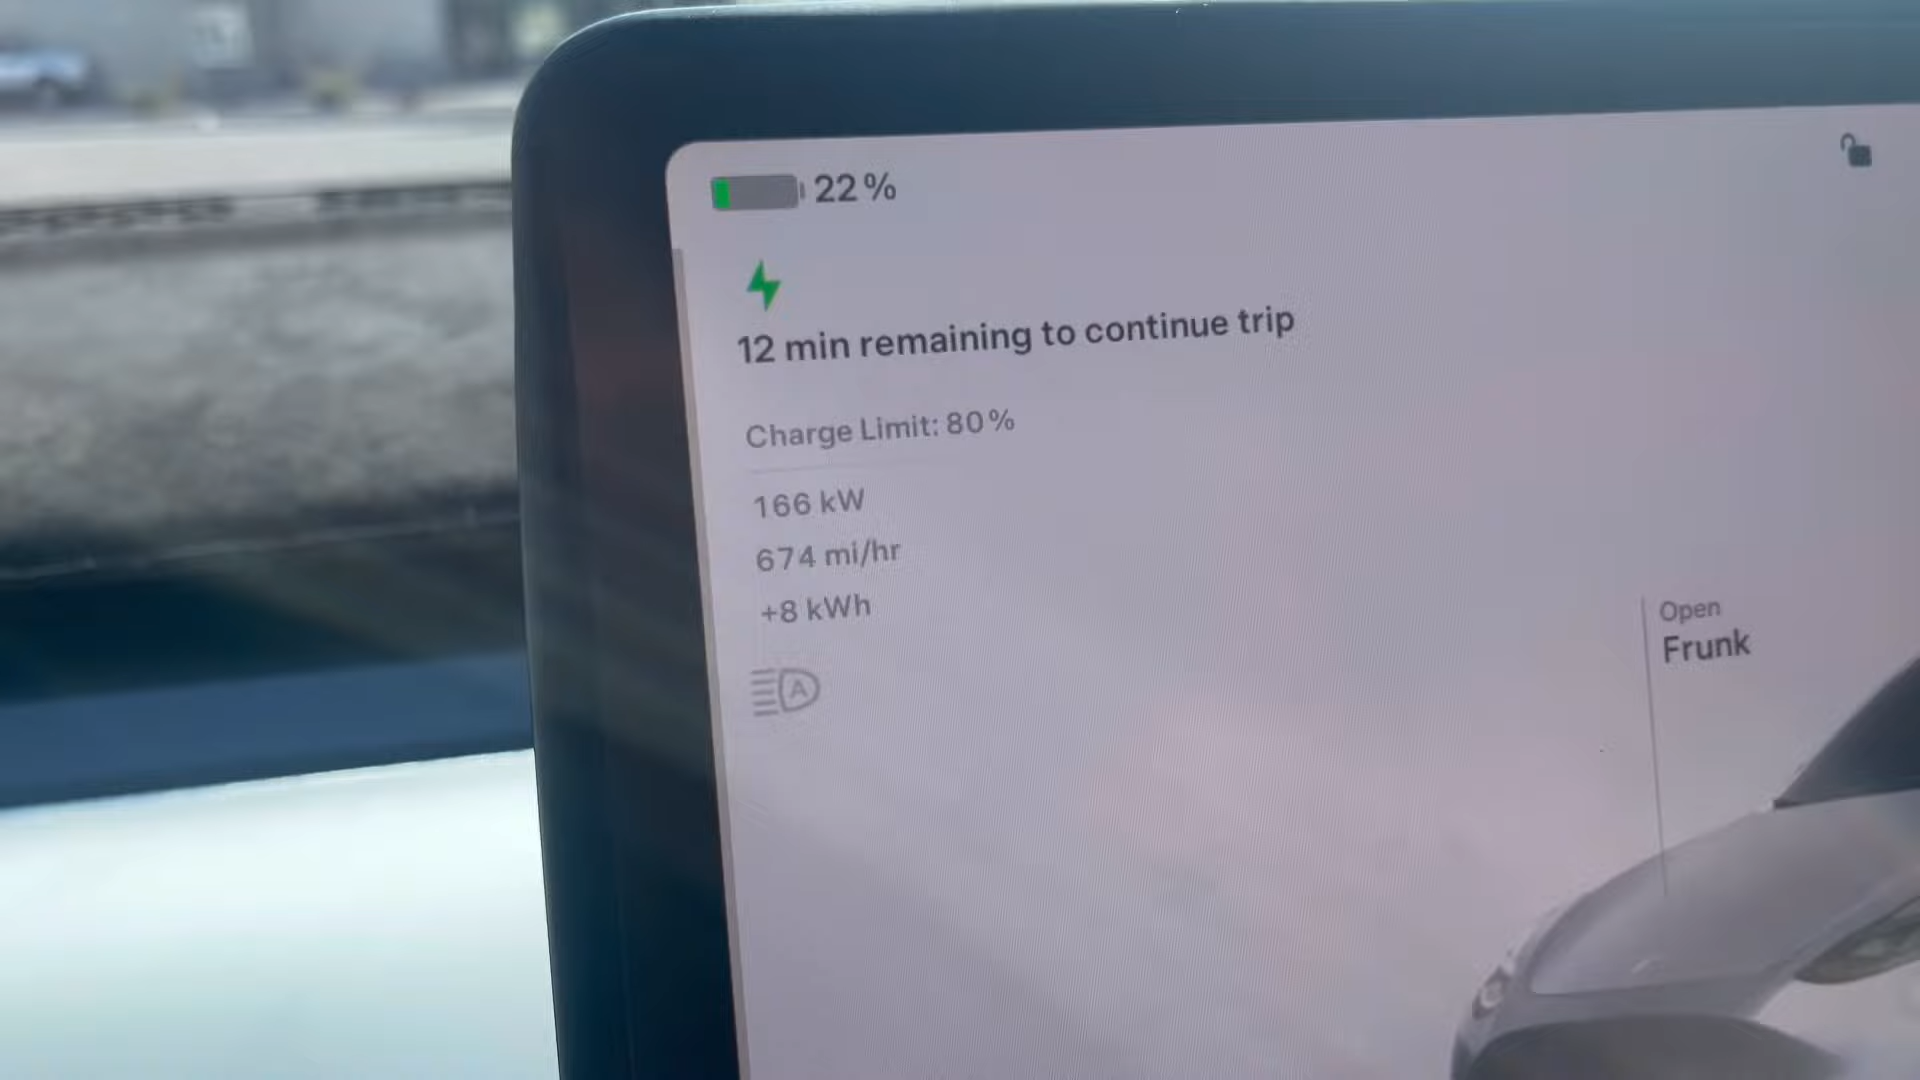 22%
12 min remaining to continue trip
Charge Limit: 80%
166 kW
674 mi/hr
+8 kWh
A
Open
Frunk